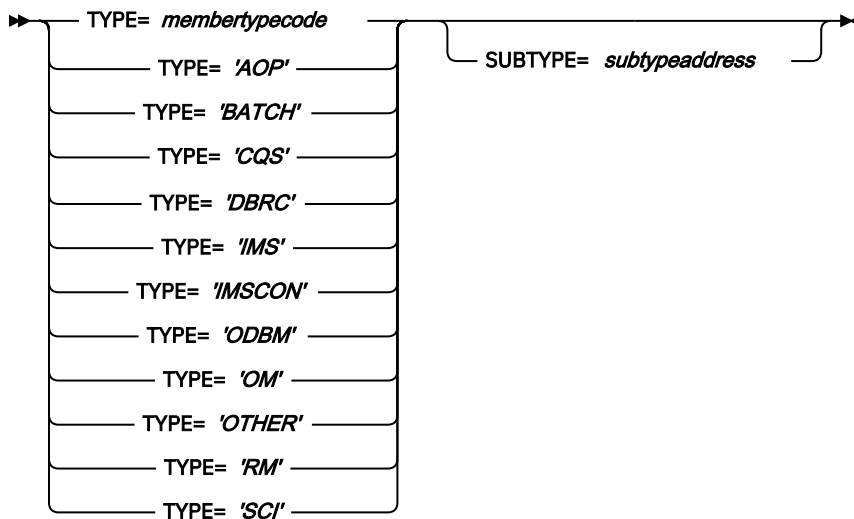 TYPE= membertypecode
SUBTYPE= subtypeaddress
TYPE= 'AOP'
TYPE= 'BATCH'
TYPE= 'CQS'
TYPE= 'DBRC'
TYPE= 'IMS'
TYPE= 'IMSCON'
TYPE= 'ODBM'
TYPE= 'OM'
TYPE= 'OTHER'
TYPE= 'RM'
TYPE= 'SCI'